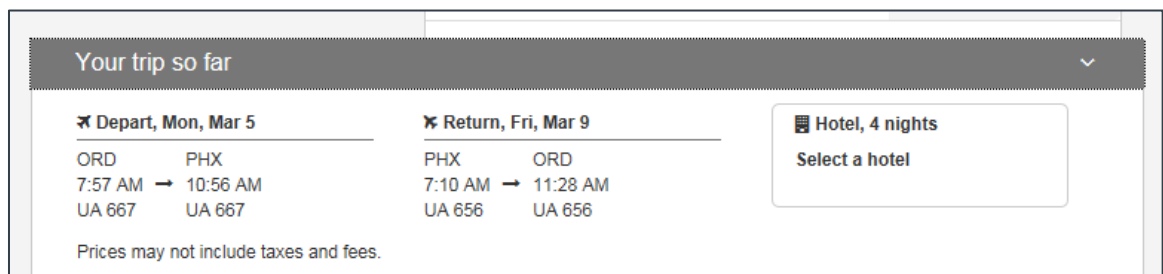 Your trip so far
Depart, Mon, Mar 5
ORD PHX
7:57 AM → 10:56 AM
UA 667 UA 667
Return, Fri, Mar 9
PHX ORD
7:10 AM → 11:28 AM
UA 656 UA 656
Hotel, 4 nights
Select a hotel
Prices may not include taxes and fees.